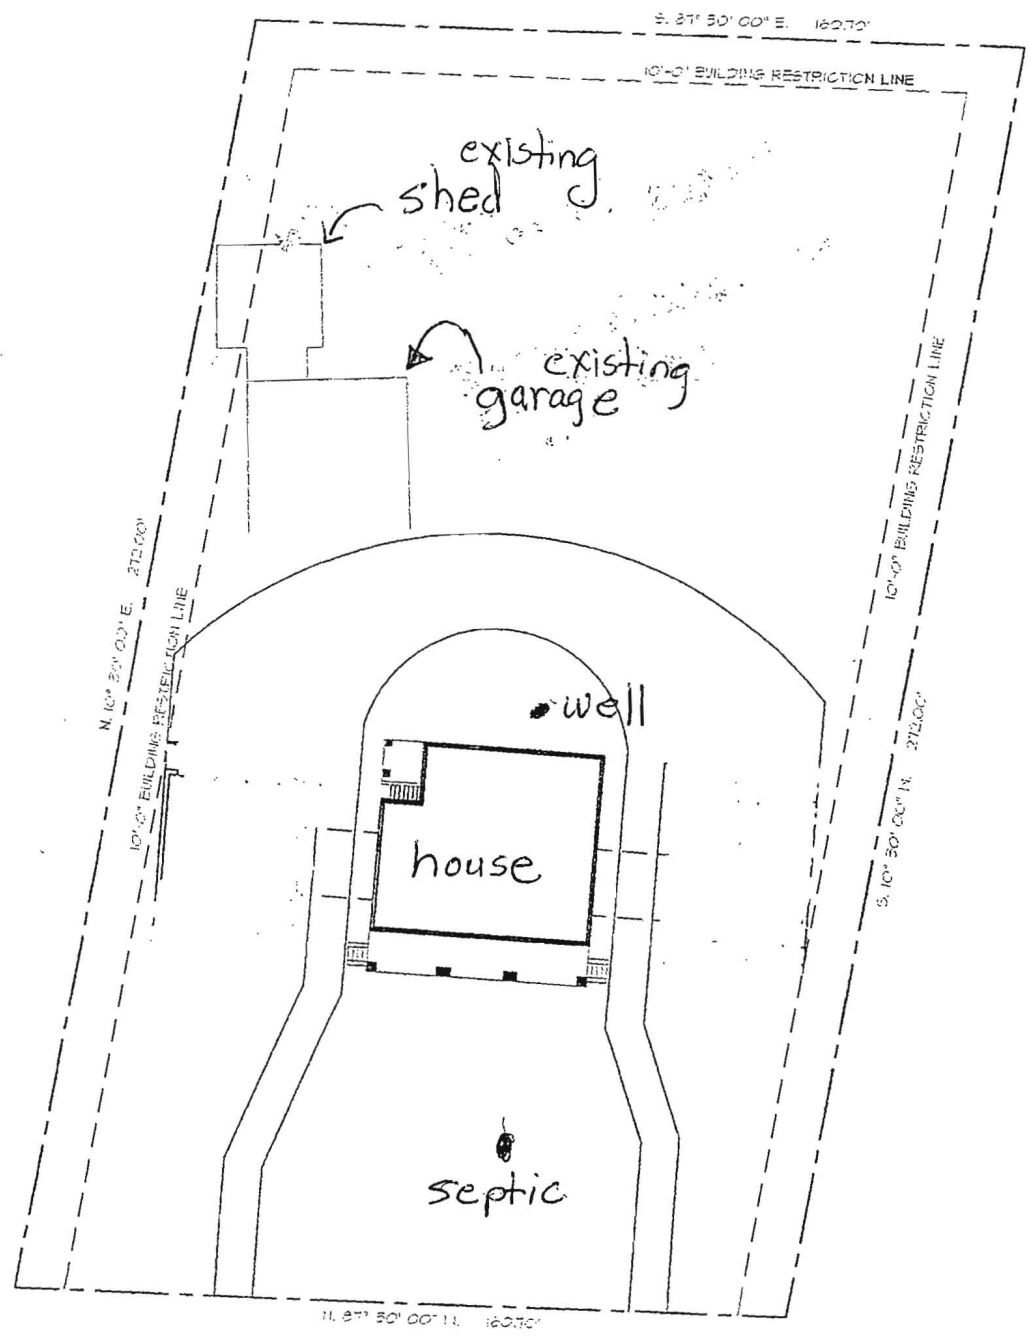 S. 87° 30' 00" E. 160.70'
10'-0" BUILDING RESTRICTION LINE
existing
shed
existing
garage
10'-0" BUILDING RESTRICTION LINE
N. 10° 30' 00" E. 272.00'
10'-0" BUILDING RESTRICTION LINE
well
S. 10° 30' 00" W. 272.00'
house
septic
N. 87° 30' 00" W. 160.70'